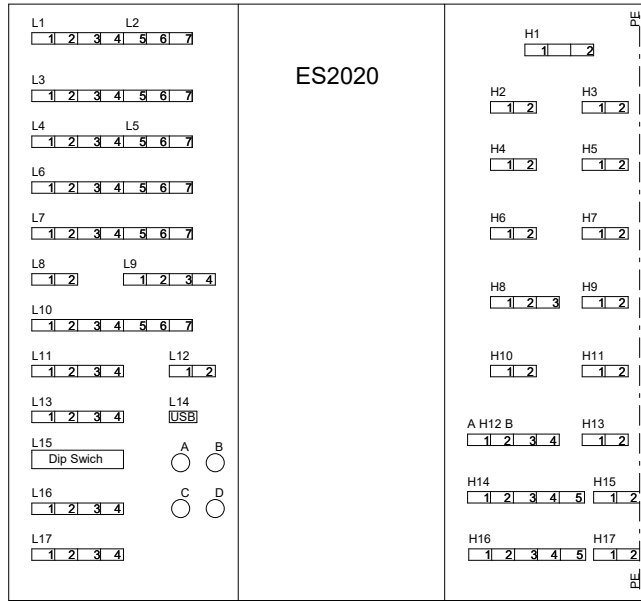 L1 L2
1 2 3 4 5 6 7
L3
1 2 3 4 5 6 7
L4 L5
1 2 3 4 5 6 7
L6
1 2 3 4 5 6 7
L7
1 2 3 4 5 6 7
L8 L9
1 2 1 2 3 4
L10
1 2 3 4 5 6 7
L11 L12
1 2 3 4 1 2
L13 L14
1 2 3 4 USB
L15 A B
Dip Swich
L16 C D
1 2 3 4
L17
1 2 3 4
ES2020
PE
H1
1 2
H2 H3
1 2 1 2
H4 H5
1 2 1 2
H6 H7
1 2 1 2
H8 H9
1 2 3 1 2
H10 H11
1 2 1 2
A H12 B H13
1 2 3 4 1 2
H14 H15
1 2 3 4 5 1 2
H16 H17
1 2 3 4 5 1 2
PE